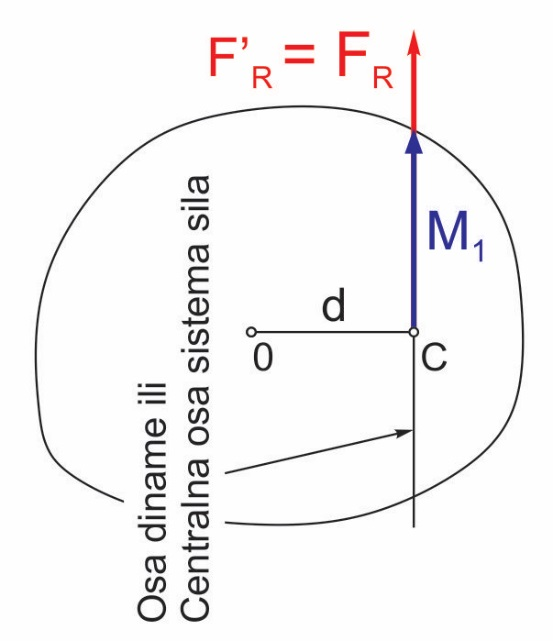 F'R = FR
M1
d
0
C
Osa diname ili
Centralna osa sistema sila